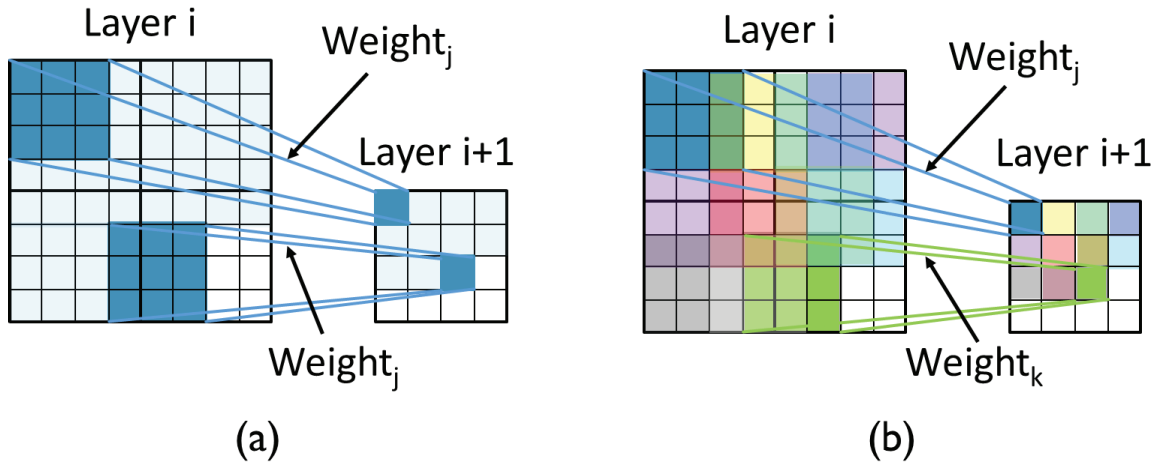 Layer i
Weightj
Layer i+1
Weightj
(a)
Layer i
Weightj
Layer i+1
Weightk
(b)